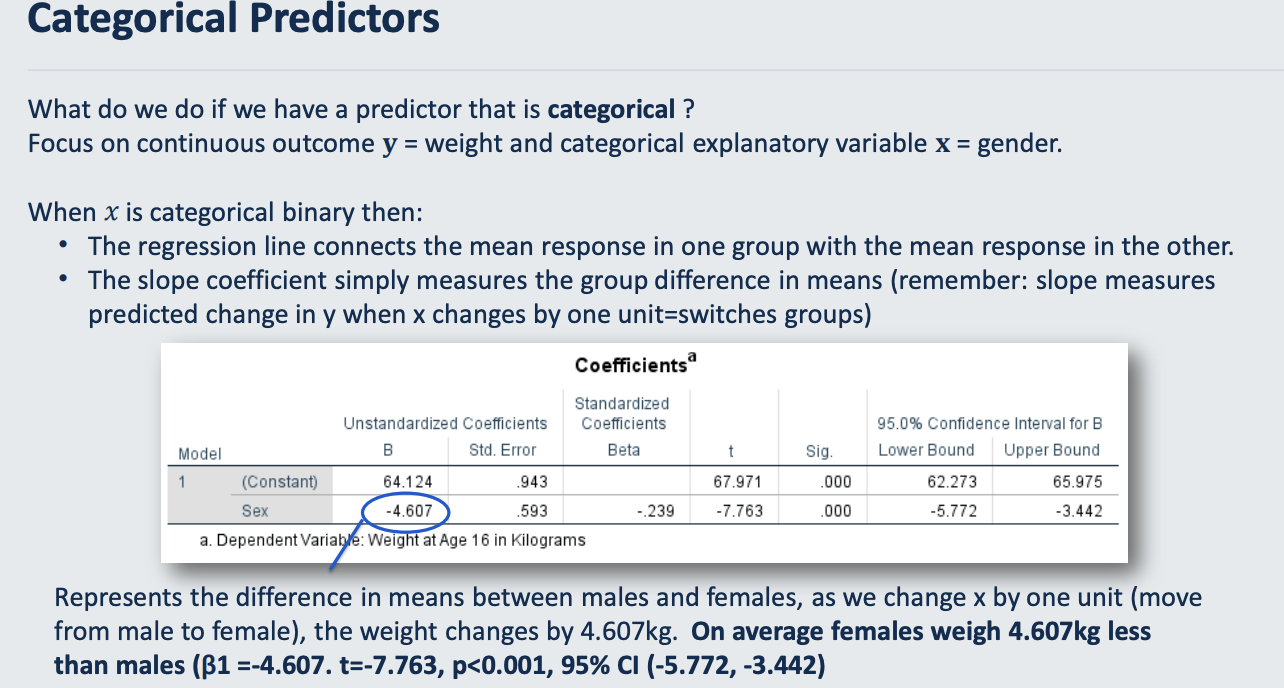 Categorical Predictors
What do we do if we have a predictor that is categorical ?
Focus on continuous outcome y = weight and categorical explanatory variable x = gender.
When x is categorical binary then:
• The regression line connects the mean response in one group with the mean response in the other.
• The slope coefficient simply measures the group difference in means (remember: slope measures
predicted change in y when x changes by one unit=switches groups)
Coefficientsa
Standardized
Unstandardized Coefficients Coefficients 95.0% Confidence Interval for B
Model B Std. Error Beta t Sig. Lower Bound Upper Bound
1 (Constant) 64.124 .943 67.971 .000 62.273 65.975
Sex -4.607 .593 -.239 -7.763 .000 -5.772 -3.442
a. Dependent Variable: Weight at Age 16 in Kilograms
Represents the difference in means between males and females, as we change x by one unit (move
from male to female), the weight changes by 4.607kg. On average females weigh 4.607kg less
than males (β1 =-4.607. t=-7.763, p<0.001, 95% CI (-5.772, -3.442)